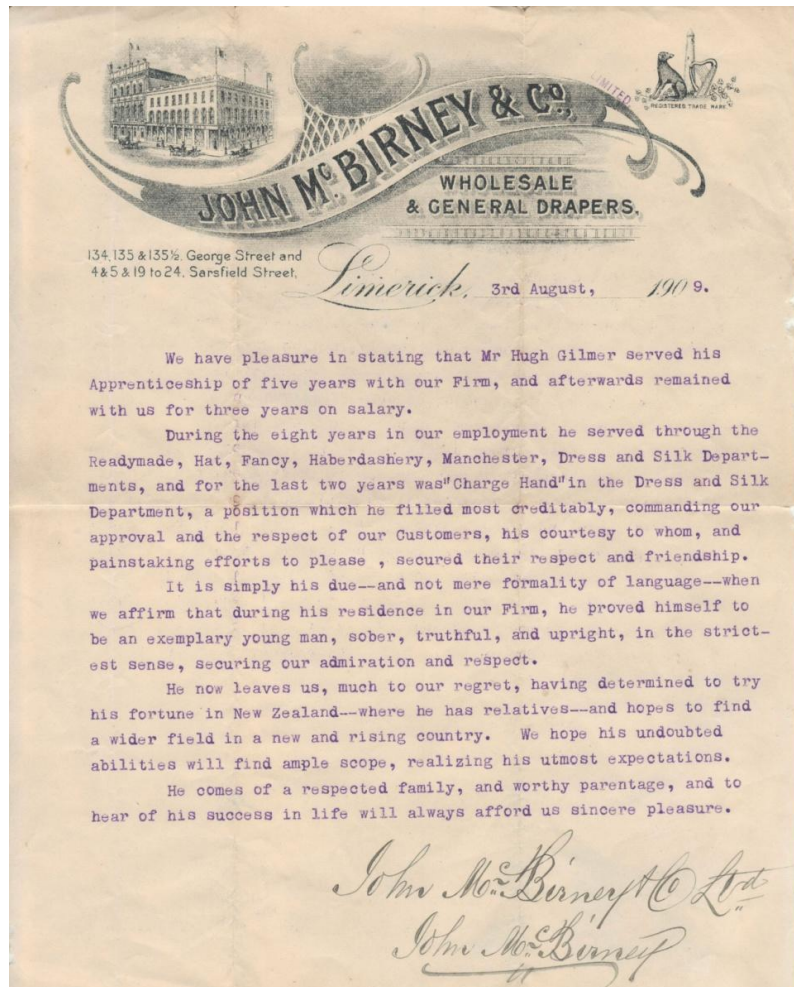 JOHN McBIRNEY & Co.,
LIMITED
REGISTERED TRADE MARK
WHOLESALE
& GENERAL DRAPERS,
134, 135 & 135½, George Street and
4 & 5 & 19 to 24, Sarsfield Street,
Limerick, 3rd August, 1909.
We have pleasure in stating that Mr Hugh Gilmer served his
Apprenticeship of five years with our Firm, and afterwards remained
with us for three years on salary.
During the eight years in our employment he served through the
Readymade, Hat, Fancy, Haberdashery, Manchester, Dress and Silk Depart-
ments, and for the last two years was"Charge Hand"in the Dress and Silk
Department, a position which he filled most creditably, commanding our
approval and the respect of our Customers, his courtesy to whom, and
painstaking efforts to please , secured their respect and friendship.
It is simply his due--and not mere formality of language--when
we affirm that during his residence in our Firm, he proved himself to
be an exemplary young man, sober, truthful, and upright, in the strict-
est sense, securing our admiration and respect.
He now leaves us, much to our regret, having determined to try
his fortune in New Zealand--where he has relatives--and hopes to find
a wider field in a new and rising country. We hope his undoubted
abilities will find ample scope, realizing his utmost expectations.
He comes of a respected family, and worthy parentage, and to
hear of his success in life will always afford us sincere pleasure.
John McBirney & Co Ltd
John McBirney